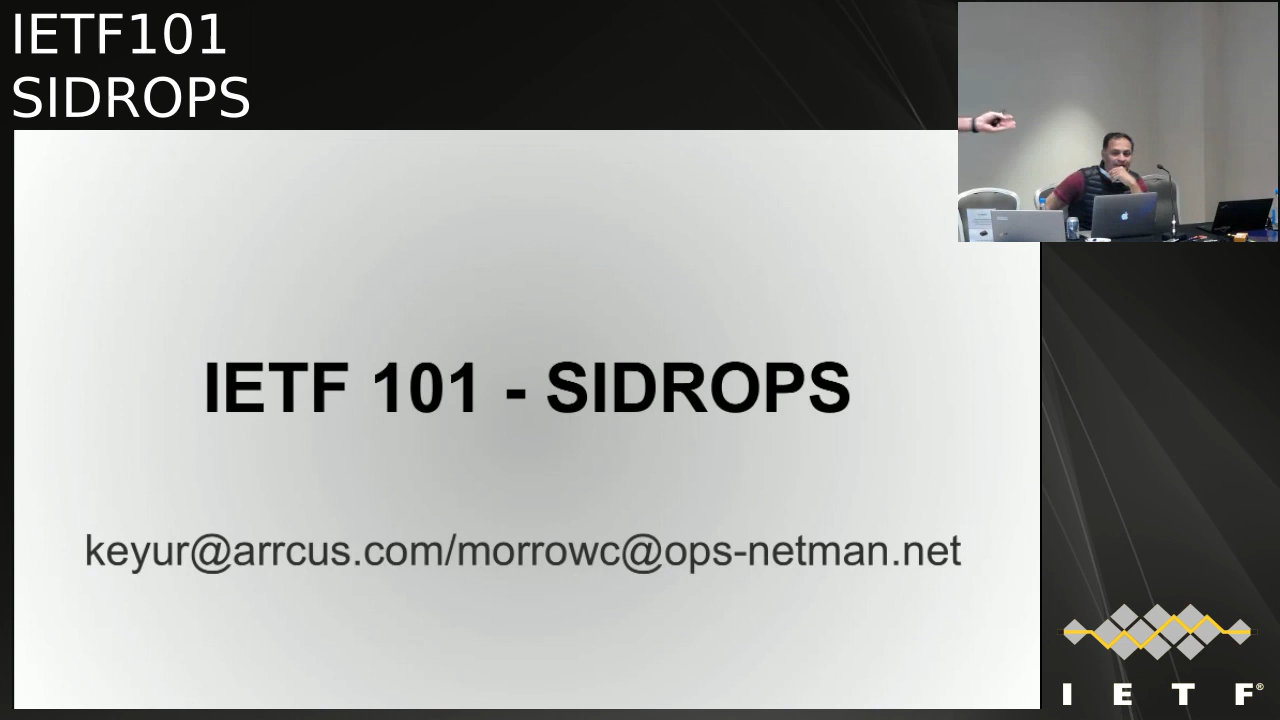 IETF101
SIDROPS
IETF 101 - SIDROPS
keyur@arrcus.com/morrowc@ops-netman.net
I E T F®